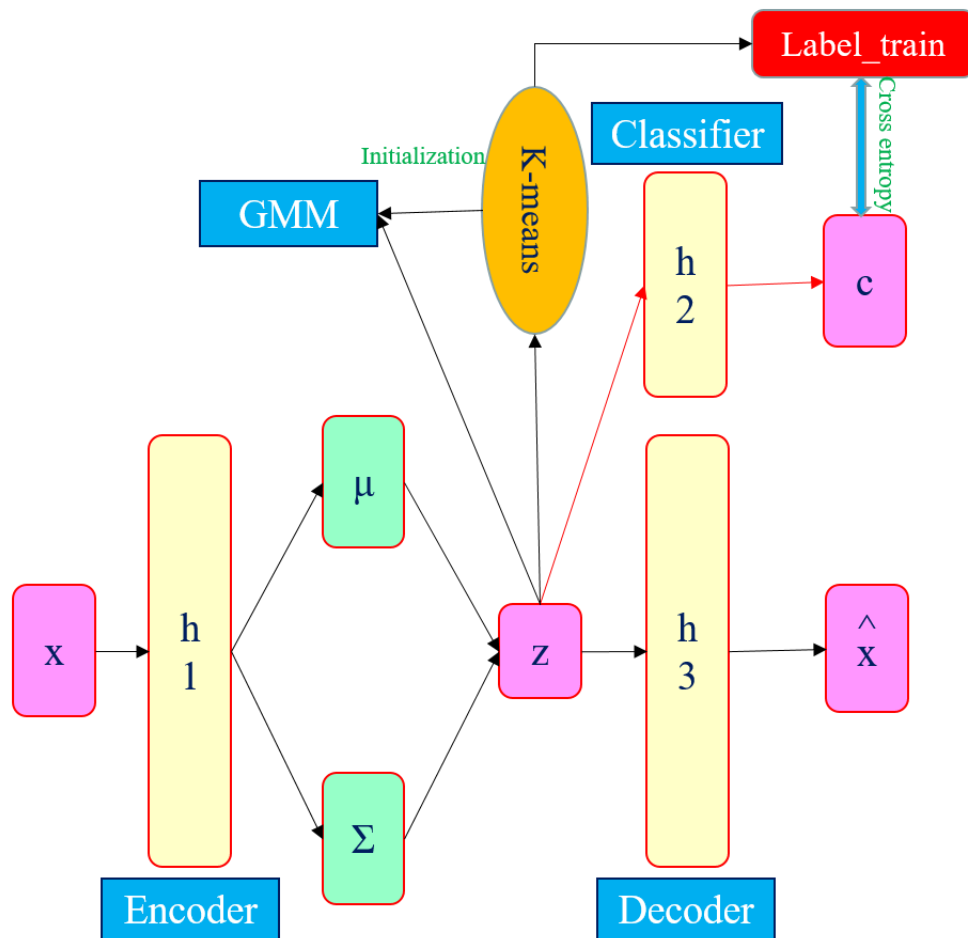 Label_train
Cross entropy
Classifier
Initialization
K-means
GMM
h
2
c
μ
x
h
1
z
h
3
^
x
Σ
Encoder
Decoder